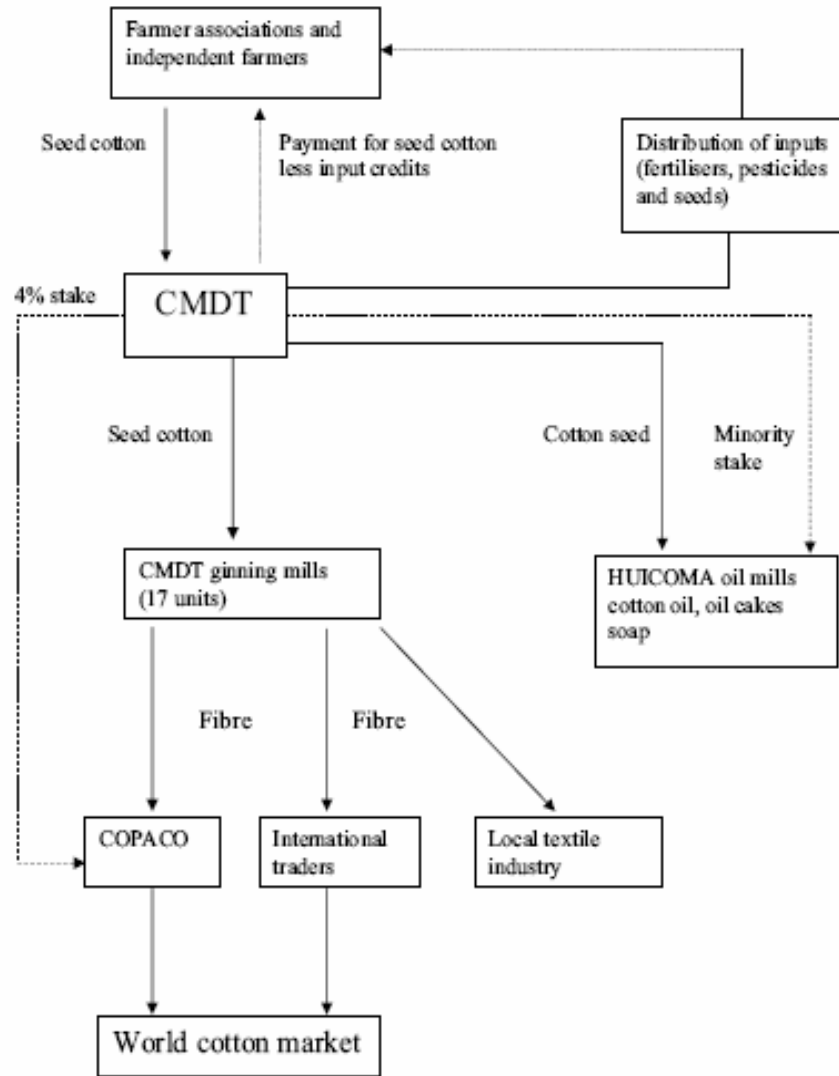 Farmer associations and
independent farmers
Seed cotton
Payment for seed cotton
less input credits
Distribution of inputs
(fertilisers, pesticides
and seeds)
4% stake
CMDT
Seed cotton
Cotton seed
Minority
stake
CMDT ginning mills
(17 units)
HUICOMA oil mills
cotton oil, oil cakes
soap
Fibre
Fibre
COPACO
International
traders
Local textile
industry
World cotton market